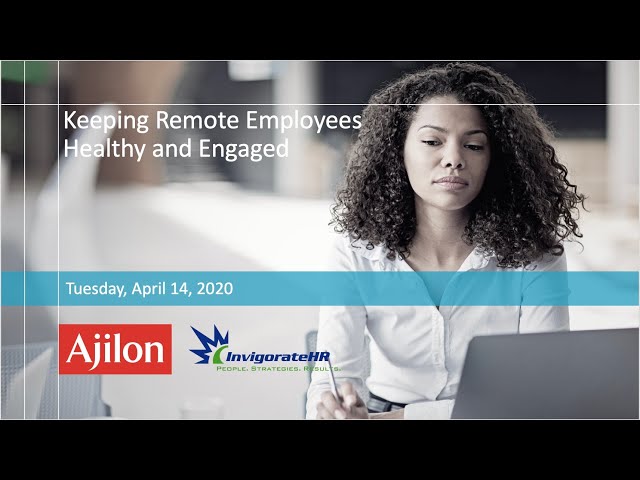 Keeping Remote Employees
Healthy and Engaged
Tuesday, April 14, 2020
Ajilon
InvigorateHR
PEOPLE. STRATEGIES. RESULTS.